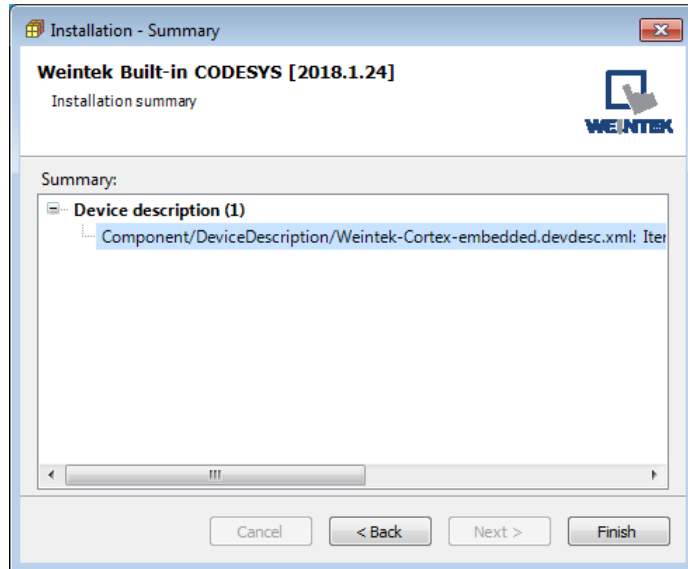 Installation - Summary
Weintek Built-in CODESYS [2018.1.24]
Installation summary
WEINTEK
Summary:
Device description (1)
Component/DeviceDescription/Weintek-Cortex-embedded.devdesc.xml: Iter
Cancel
< Back
Next >
Finish